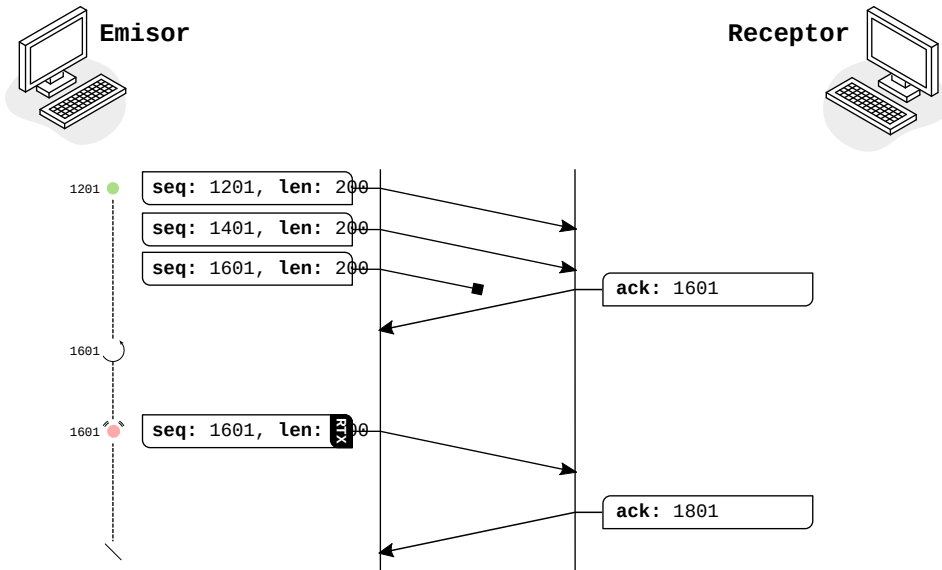 Emisor
Receptor
1201
seq: 1201, len: 200
seq: 1401, len: 200
seq: 1601, len: 200
ack: 1601
1601
1601
seq: 1601, len: 00
RTX
ack: 1801